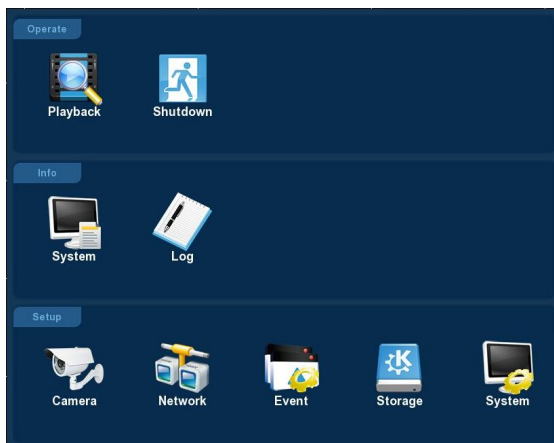 Operate
Playback Shutdown
Info
System Log
Setup
Camera Network Event Storage System